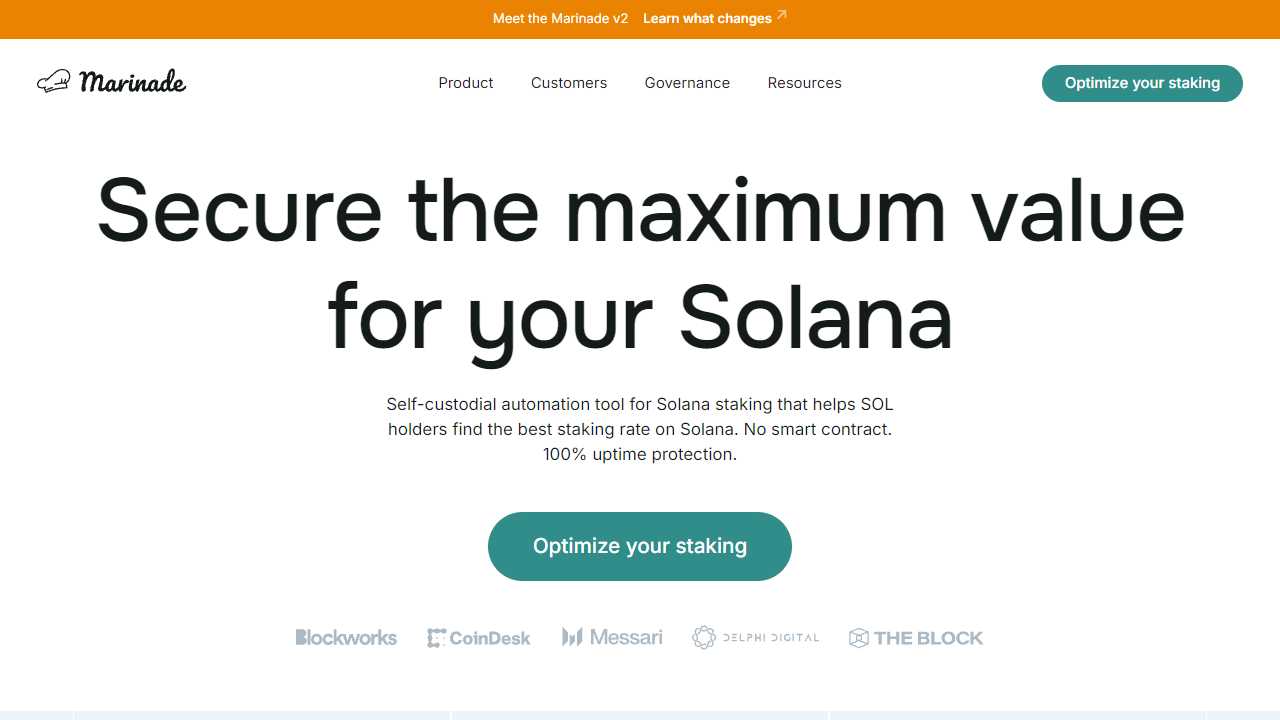 Meet the Marinade v2 Learn what changes
Marinade
Product Customers Governance Resources
Optimize your staking
Secure the maximum value
for your Solana
Self-custodial automation tool for Solana staking that helps SOL
holders find the best staking rate on Solana. No smart contract.
100% uptime protection.
Optimize your staking
Blockworks CoinDesk Messari DELPHI DIGITAL THE BLOCK